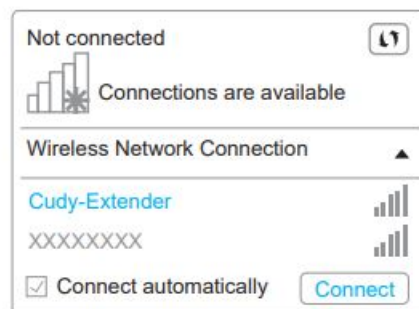 Not connected
Connections are available
Wireless Network Connection
Cudy-Extender
XXXXXXXX
Connect automatically
Connect